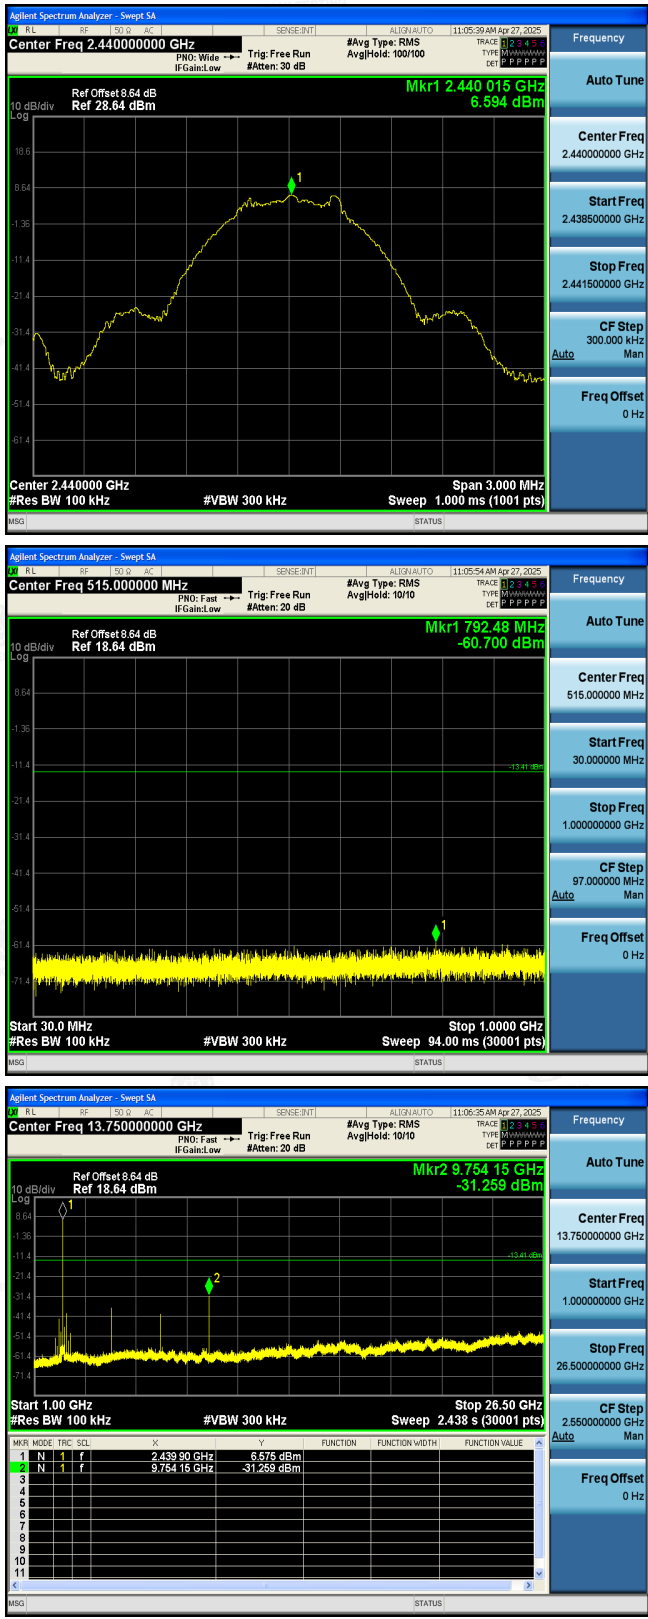 Agilent Spectrum Analyzer - Swept SA
LXI RL RF 50 Ω AC SENSE:INT ALIGNAUTO 11:05:39 AM Apr 27, 2025
Center Freq 2.440000000 GHz
PNO: Wide
IFGain:Low
Trig: Free Run
#Atten: 30 dB
#Avg Type: RMS
Avg|Hold: 100/100
TRACE 1 2 3 4 5 6
TYPE M WWWWW
DET P P P P P P
Frequency
Ref Offset 8.64 dB
Ref 28.64 dBm
Mkr1 2.440 015 GHz
6.594 dBm
10 dB/div
Log
18.6
8.64
-1.36
-11.4
-21.4
-31.4
-41.4
-51.4
-61.4
1
Center 2.440000 GHz
Span 3.000 MHz
#Res BW 100 kHz
#VBW 300 kHz
Sweep 1.000 ms (1001 pts)
MSG
STATUS
Auto Tune
Center Freq
2.440000000 GHz
Start Freq
2.438500000 GHz
Stop Freq
2.441500000 GHz
CF Step
300.000 kHz
Auto Man
Freq Offset
0 Hz
Agilent Spectrum Analyzer - Swept SA
LXI RL RF 50 Ω AC SENSE:INT ALIGNAUTO 11:05:54 AM Apr 27, 2025
Center Freq 515.000000 MHz
PNO: Fast
IFGain:Low
Trig: Free Run
#Atten: 20 dB
#Avg Type: RMS
Avg|Hold: 10/10
TRACE 1 2 3 4 5 6
TYPE M WWWWW
DET P P P P P P
Frequency
Ref Offset 8.64 dB
Ref 18.64 dBm
Mkr1 792.48 MHz
-60.700 dBm
10 dB/div
Log
8.64
-1.36
-11.4
-21.4
-31.4
-41.4
-51.4
-61.4
-71.4
-13.41 dBm
1
Start 30.0 MHz
Stop 1.0000 GHz
#Res BW 100 kHz
#VBW 300 kHz
Sweep 94.00 ms (30001 pts)
MSG
STATUS
Auto Tune
Center Freq
515.000000 MHz
Start Freq
30.000000 MHz
Stop Freq
1.000000000 GHz
CF Step
97.000000 MHz
Auto Man
Freq Offset
0 Hz
Agilent Spectrum Analyzer - Swept SA
LXI RL RF 50 Ω AC SENSE:INT ALIGNAUTO 11:06:35 AM Apr 27, 2025
Center Freq 13.750000000 GHz
PNO: Fast
IFGain:Low
Trig: Free Run
#Atten: 20 dB
#Avg Type: RMS
Avg|Hold: 10/10
TRACE 1 2 3 4 5 6
TYPE M WWWWW
DET P P P P P P
Frequency
Ref Offset 8.64 dB
Ref 18.64 dBm
Mkr2 9.754 15 GHz
-31.259 dBm
10 dB/div
Log
8.64
-1.36
-11.4
-21.4
-31.4
-41.4
-51.4
-61.4
-71.4
1
2
-13.41 dBm
Start 1.00 GHz
Stop 26.50 GHz
#Res BW 100 kHz
#VBW 300 kHz
Sweep 2.438 s (30001 pts)
MKR MODE TRC SCL X Y FUNCTION FUNCTION WIDTH FUNCTION VALUE
1 N 1 f 2.439 90 GHz 6.575 dBm
2 N 1 f 9.754 15 GHz -31.259 dBm
3
4
5
6
7
8
9
10
11
MSG
STATUS
Auto Tune
Center Freq
13.750000000 GHz
Start Freq
1.000000000 GHz
Stop Freq
26.500000000 GHz
CF Step
2.550000000 GHz
Auto Man
Freq Offset
0 Hz